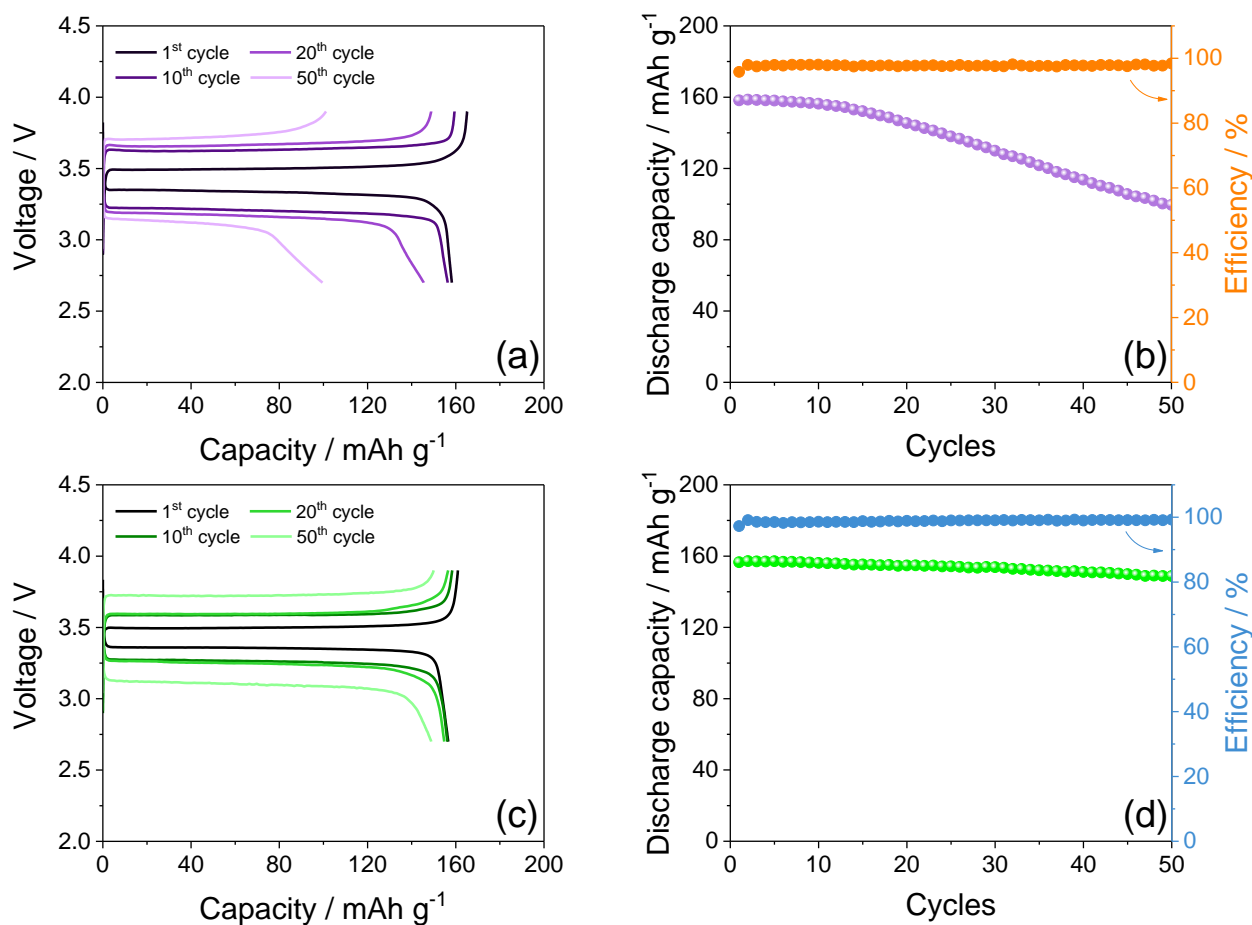 4.5
4.0
3.5
3.0
2.5
2.0
Voltage / V
1st cycle
20th cycle
10th cycle
50th cycle
(a)
0
40
80
120
160
200
Capacity / mAh g-1
200
160
120
80
40
0
Discharge capacity / mAh g-1
(b)
100
80
60
40
20
0
Efficiency / %
0
10
20
30
40
50
Cycles
4.5
4.0
3.5
3.0
2.5
2.0
Voltage / V
1st cycle
20th cycle
10th cycle
50th cycle
(c)
0
40
80
120
160
200
Capacity / mAh g-1
200
160
120
80
40
0
Discharge capacity / mAh g-1
(d)
100
80
60
40
20
0
Efficiency / %
0
10
20
30
40
50
Cycles